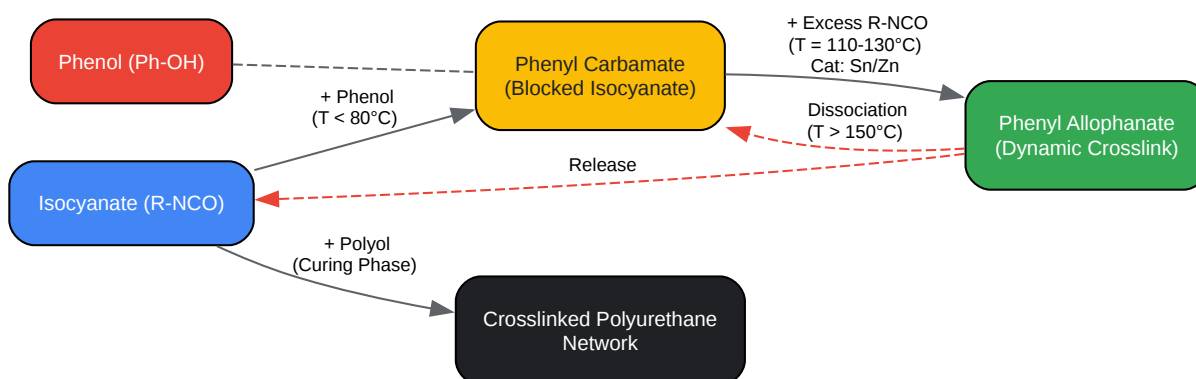 Phenol (Ph-OH)
+ Phenol
(T < 80°C)
Isocyanate (R-NCO)
Phenyl Carbamate
(Blocked Isocyanate)
+ Excess R-NCO
(T = 110-130°C)
Cat: Sn/Zn
Dissociation
(T > 150°C)
Release
Phenyl Allophanate
(Dynamic Crosslink)
+ Polyol
(Curing Phase)
Crosslinked Polyurethane
Network